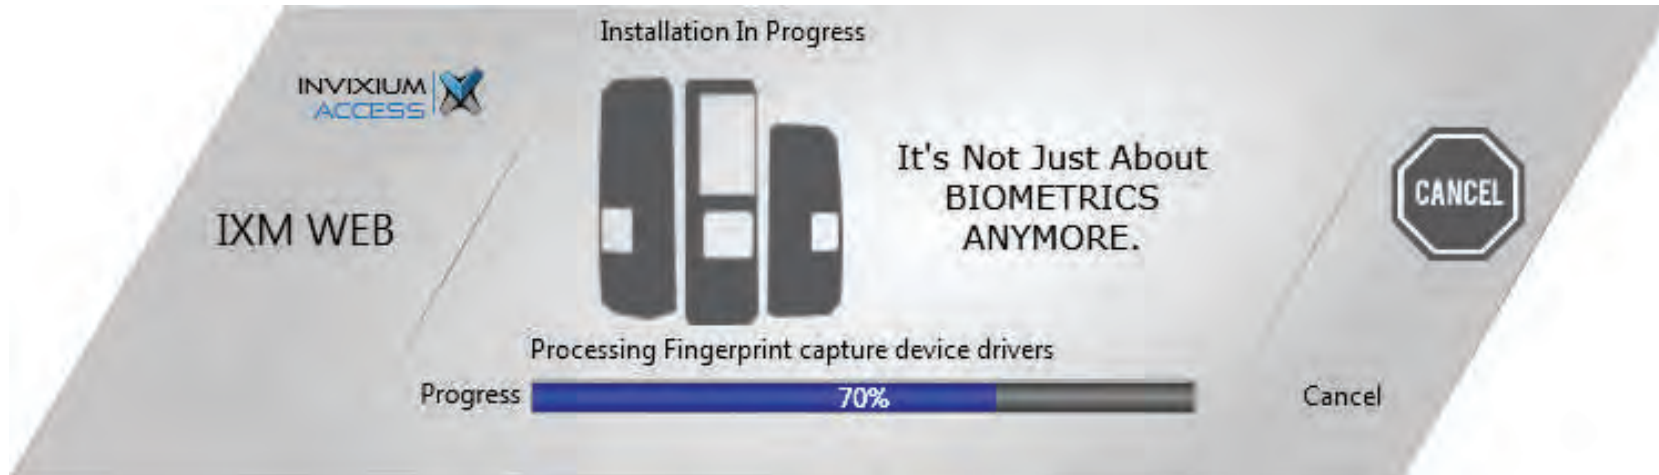 Installation In Progress
INVIXIUM
ACCESS
IXM WEB
It's Not Just About
BIOMETRICS
ANYMORE.
CANCEL
Processing Fingerprint capture device drivers
Progress
70%
Cancel